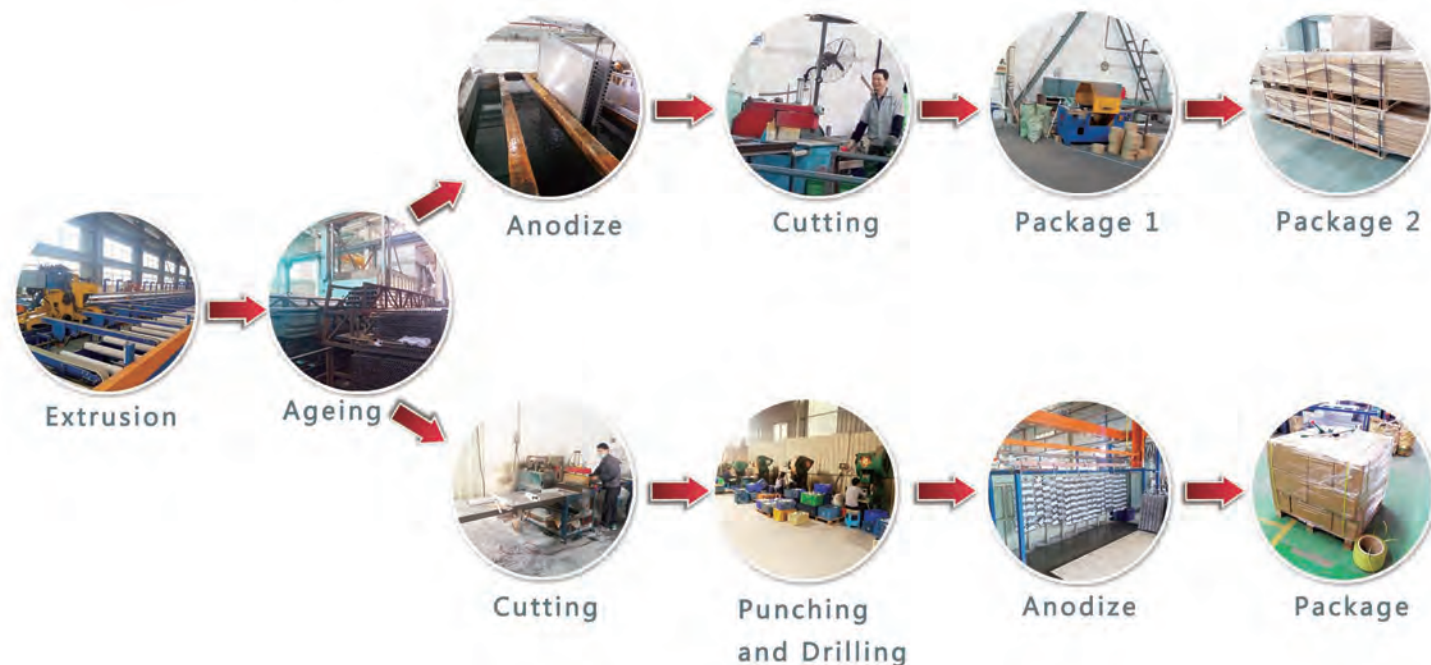 Anodize
Cutting
Package 1
Package 2
Extrusion
Ageing
Cutting
Punching
and Drilling
Anodize
Package